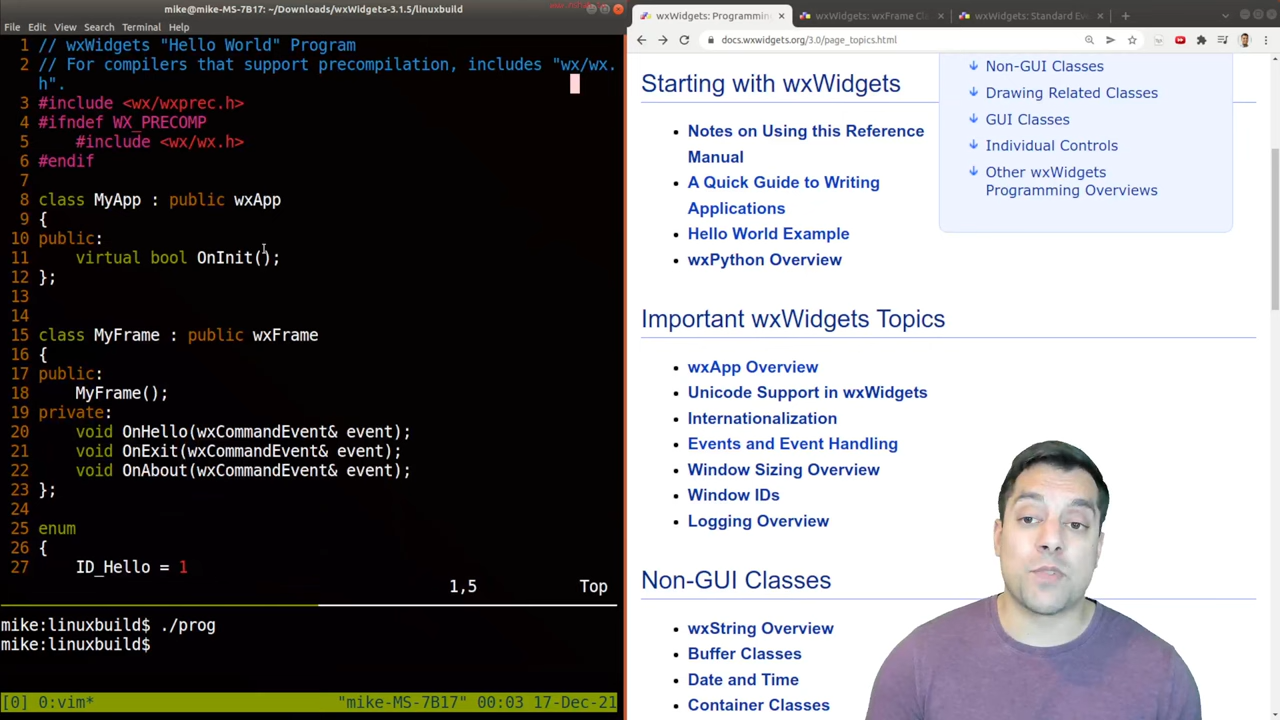 mike@mike-MS-7B17: ~/Downloads/wxWidgets-3.1.5/linuxbuild
File Edit View Search Terminal Help
1 // wxWidgets "Hello World" Program
2 // For compilers that support precompilation, includes "wx/wx.
h".
3 #include <wx/wxprec.h>
4 #ifndef WX_PRECOMP
5 #include <wx/wx.h>
6 #endif
7
8 class MyApp : public wxApp
9 {
10 public:
11 virtual bool OnInit();
12 };
13
14
15 class MyFrame : public wxFrame
16 {
17 public:
18 MyFrame();
19 private:
20 void OnHello(wxCommandEvent& event);
21 void OnExit(wxCommandEvent& event);
22 void OnAbout(wxCommandEvent& event);
23 };
24
25 enum
26 {
27 ID_Hello = 1
1,5 Top
mike:linuxbuild$ ./prog
mike:linuxbuild$
[0] 0:vim* "mike-MS-7B17" 00:03 17-Dec-21
wxWidgets: Programming
wxWidgets: wxFrame Cl
wxWidgets: Standard Ev
docs.wxwidgets.org/3.0/page_topics.html
Starting with wxWidgets
Notes on Using this Reference
Manual
A Quick Guide to Writing
Applications
Hello World Example
wxPython Overview
Non-GUI Classes
Drawing Related Classes
GUI Classes
Individual Controls
Other wxWidgets
Programming Overviews
Important wxWidgets Topics
wxApp Overview
Unicode Support in wxWidgets
Internationalization
Events and Event Handling
Window Sizing Overview
Window IDs
Logging Overview
Non-GUI Classes
wxString Overview
Buffer Classes
Date and Time
Container Classes